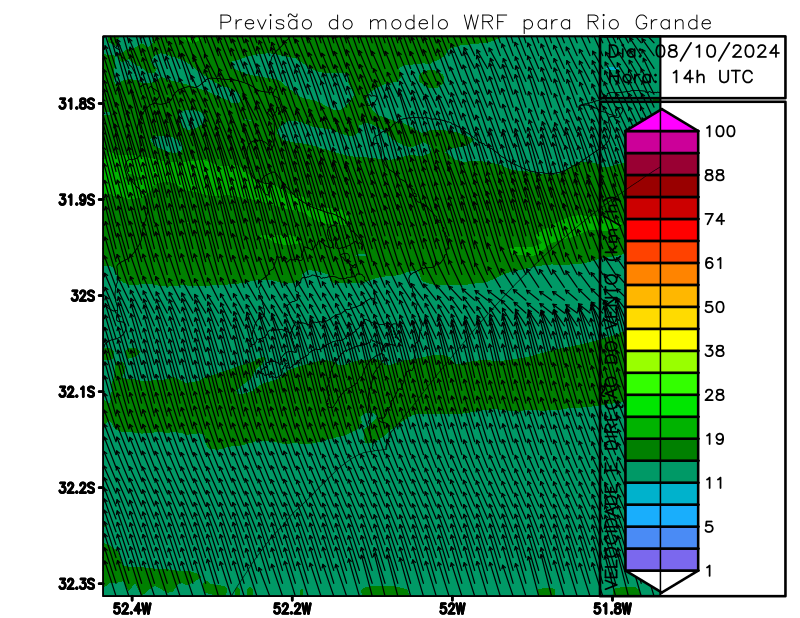 Previsão do modelo WRF para Rio Grande
Dia: 08/10/2024
Hora: 14h UTC
31.8S
31.9S
32S
32.1S
32.2S
32.3S
52.4W
52.2W
52W
51.8W
VELOCIDADE E DIREÇÃO DO VENTO (km/h)
100
88
74
61
50
38
28
19
11
5
1